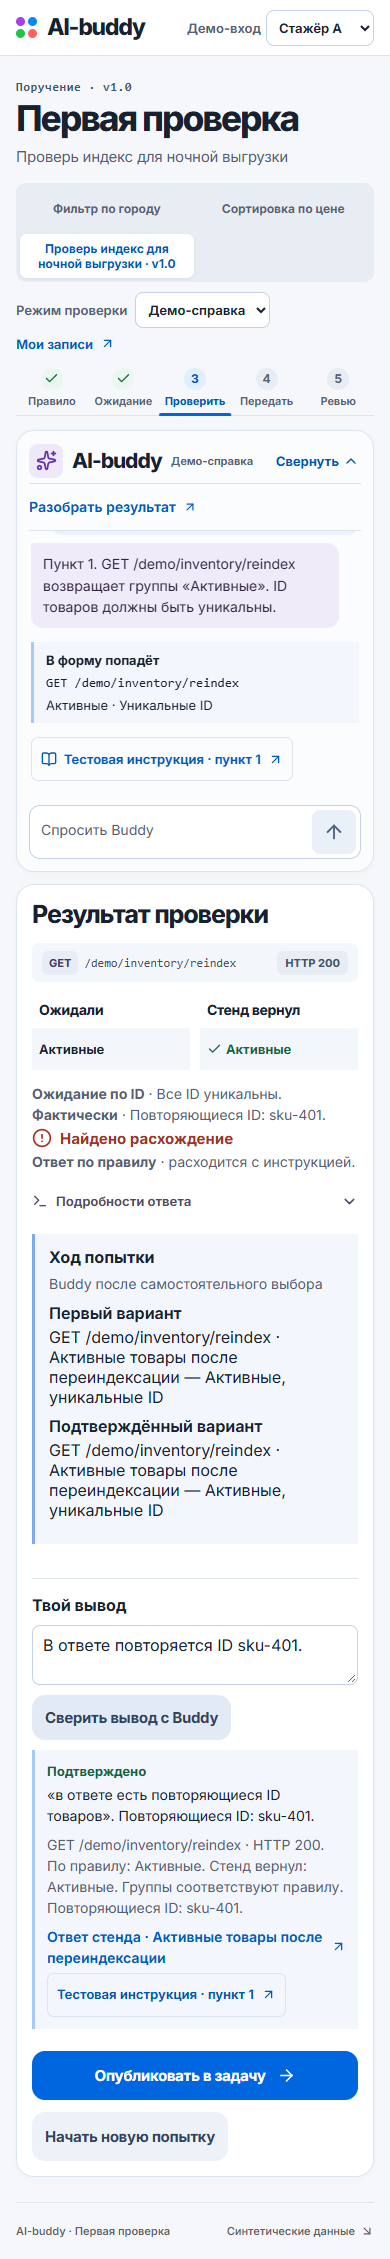 AI-buddy
Демо-вход
Стажёр А
Поручение · v1.0
Первая проверка
Проверь индекс для ночной выгрузки
Фильтр по городу
Сортировка по цене
Проверь индекс для
ночной выгрузки · v1.0
Режим проверки
Демо-справка
Мои записи
Правило
Ожидание
3
Проверить
4
Передать
5
Ревью
AI-buddy
Демо-справка
Свернуть
Разобрать результат
Пункт 1. GET /demo/inventory/reindex
возвращает группы «Активные». ID
товаров должны быть уникальны.
В форму попадёт
GET /demo/inventory/reindex
Активные · Уникальные ID
Тестовая инструкция · пункт 1
Спросить Buddy
Результат проверки
GET
/demo/inventory/reindex
HTTP 200
Ожидали
Стенд вернул
Активные
Активные
Ожидание по ID · Все ID уникальны.
Фактически · Повторяющиеся ID: sku-401.
Найдено расхождение
Ответ по правилу · расходится с инструкцией.
Подробности ответа
Ход попытки
Buddy после самостоятельного выбора
Первый вариант
GET /demo/inventory/reindex ·
Активные товары после
переиндексации — Активные,
уникальные ID
Подтверждённый вариант
GET /demo/inventory/reindex ·
Активные товары после
переиндексации — Активные,
уникальные ID
Твой вывод
В ответе повторяется ID sku-401.
Сверить вывод с Buddy
Подтверждено
«в ответе есть повторяющиеся ID
товаров». Повторяющиеся ID: sku-401.
GET /demo/inventory/reindex · HTTP 200.
По правилу: Активные. Стенд вернул:
Активные. Группы соответствуют правилу.
Повторяющиеся ID: sku-401.
Ответ стенда · Активные товары после
переиндексации
Тестовая инструкция · пункт 1
Опубликовать в задачу
Начать новую попытку
AI-buddy · Первая проверка
Синтетические данные